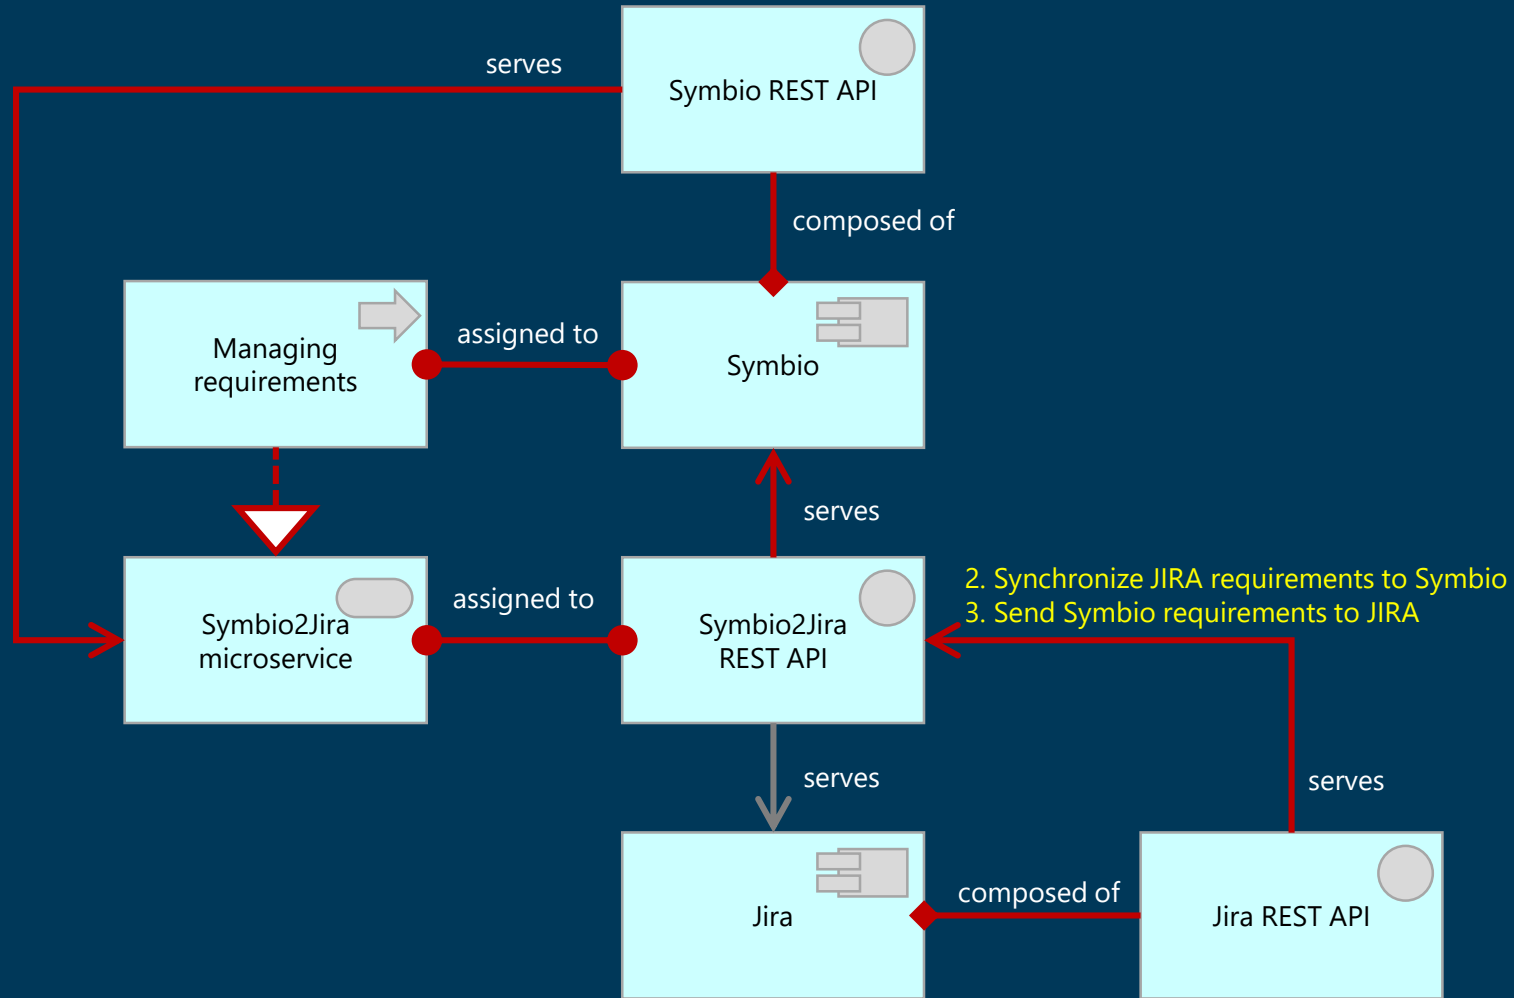 serves
Symbio REST API
composed of
Managing
requirements
assigned to
Symbio
serves
2. Synchronize JIRA requirements to Symbio
3. Send Symbio requirements to JIRA
Symbio2Jira
microservice
assigned to
Symbio2Jira
REST API
serves
serves
Jira
composed of
Jira REST API